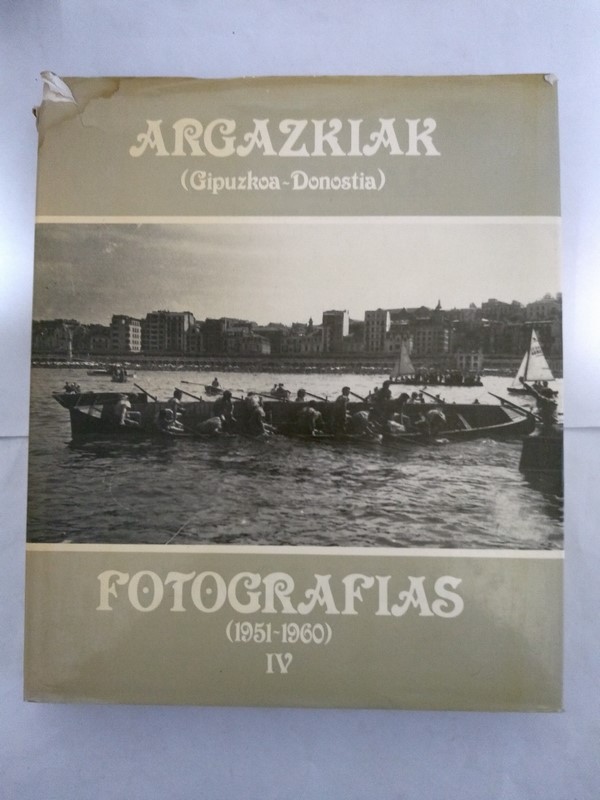 ARGAZKIAK
(Gipuzkoa-Donostia)
FOTOGRAFIAS
(1951-1960)
IV